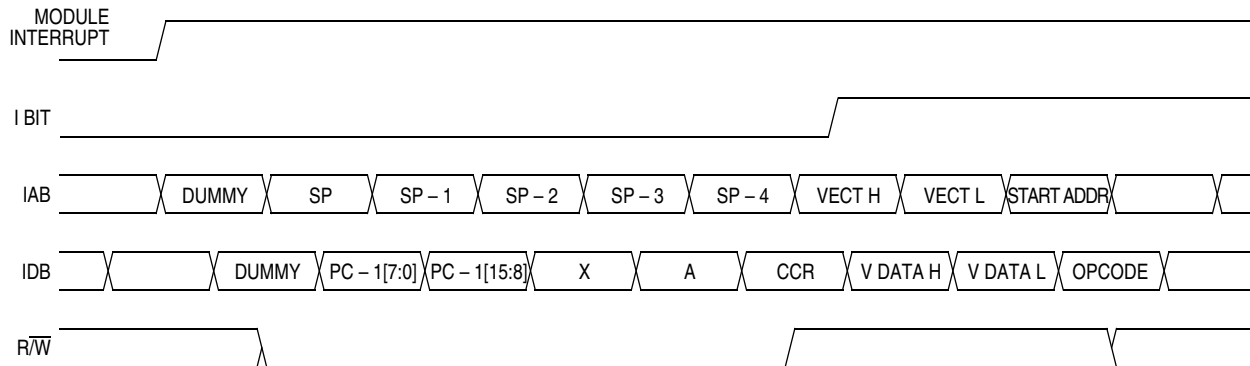 MODULE
INTERRUPT
I BIT
IAB DUMMY SP SP – 1 SP – 2 SP – 3 SP – 4 VECT H VECT L START ADDR
IDB DUMMY PC – 1[7:0] PC – 1[15:8] X A CCR V DATA H V DATA L OPCODE
R/W